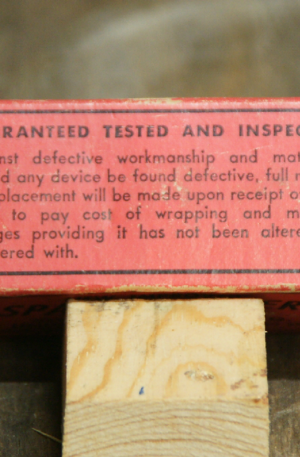 RANTEED TESTED AND INSPEC
nst defective workmanship and mat
d any device be found defective, full r
placement will be made upon receipt o
to pay cost of wrapping and m
ges providing it has not been altere
ered with.